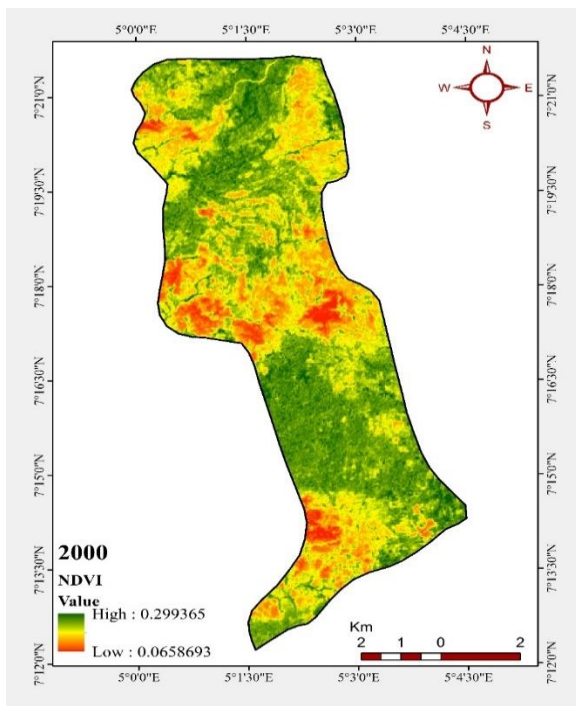 5°0'0"E 5°1'30"E 5°3'0"E 5°4'30"E
N
W E
S
7°21'0"N 7°21'0"N
7°19'30"N 7°19'30"N
7°18'0"N 7°18'0"N
7°16'30"N 7°16'30"N
7°15'0"N 7°15'0"N
7°13'30"N 7°13'30"N
7°12'0"N 7°12'0"N
2000
NDVI
Value
High : 0.299365
Low : 0.0658693
Km
2 1 0 2
5°0'0"E 5°1'30"E 5°3'0"E 5°4'30"E